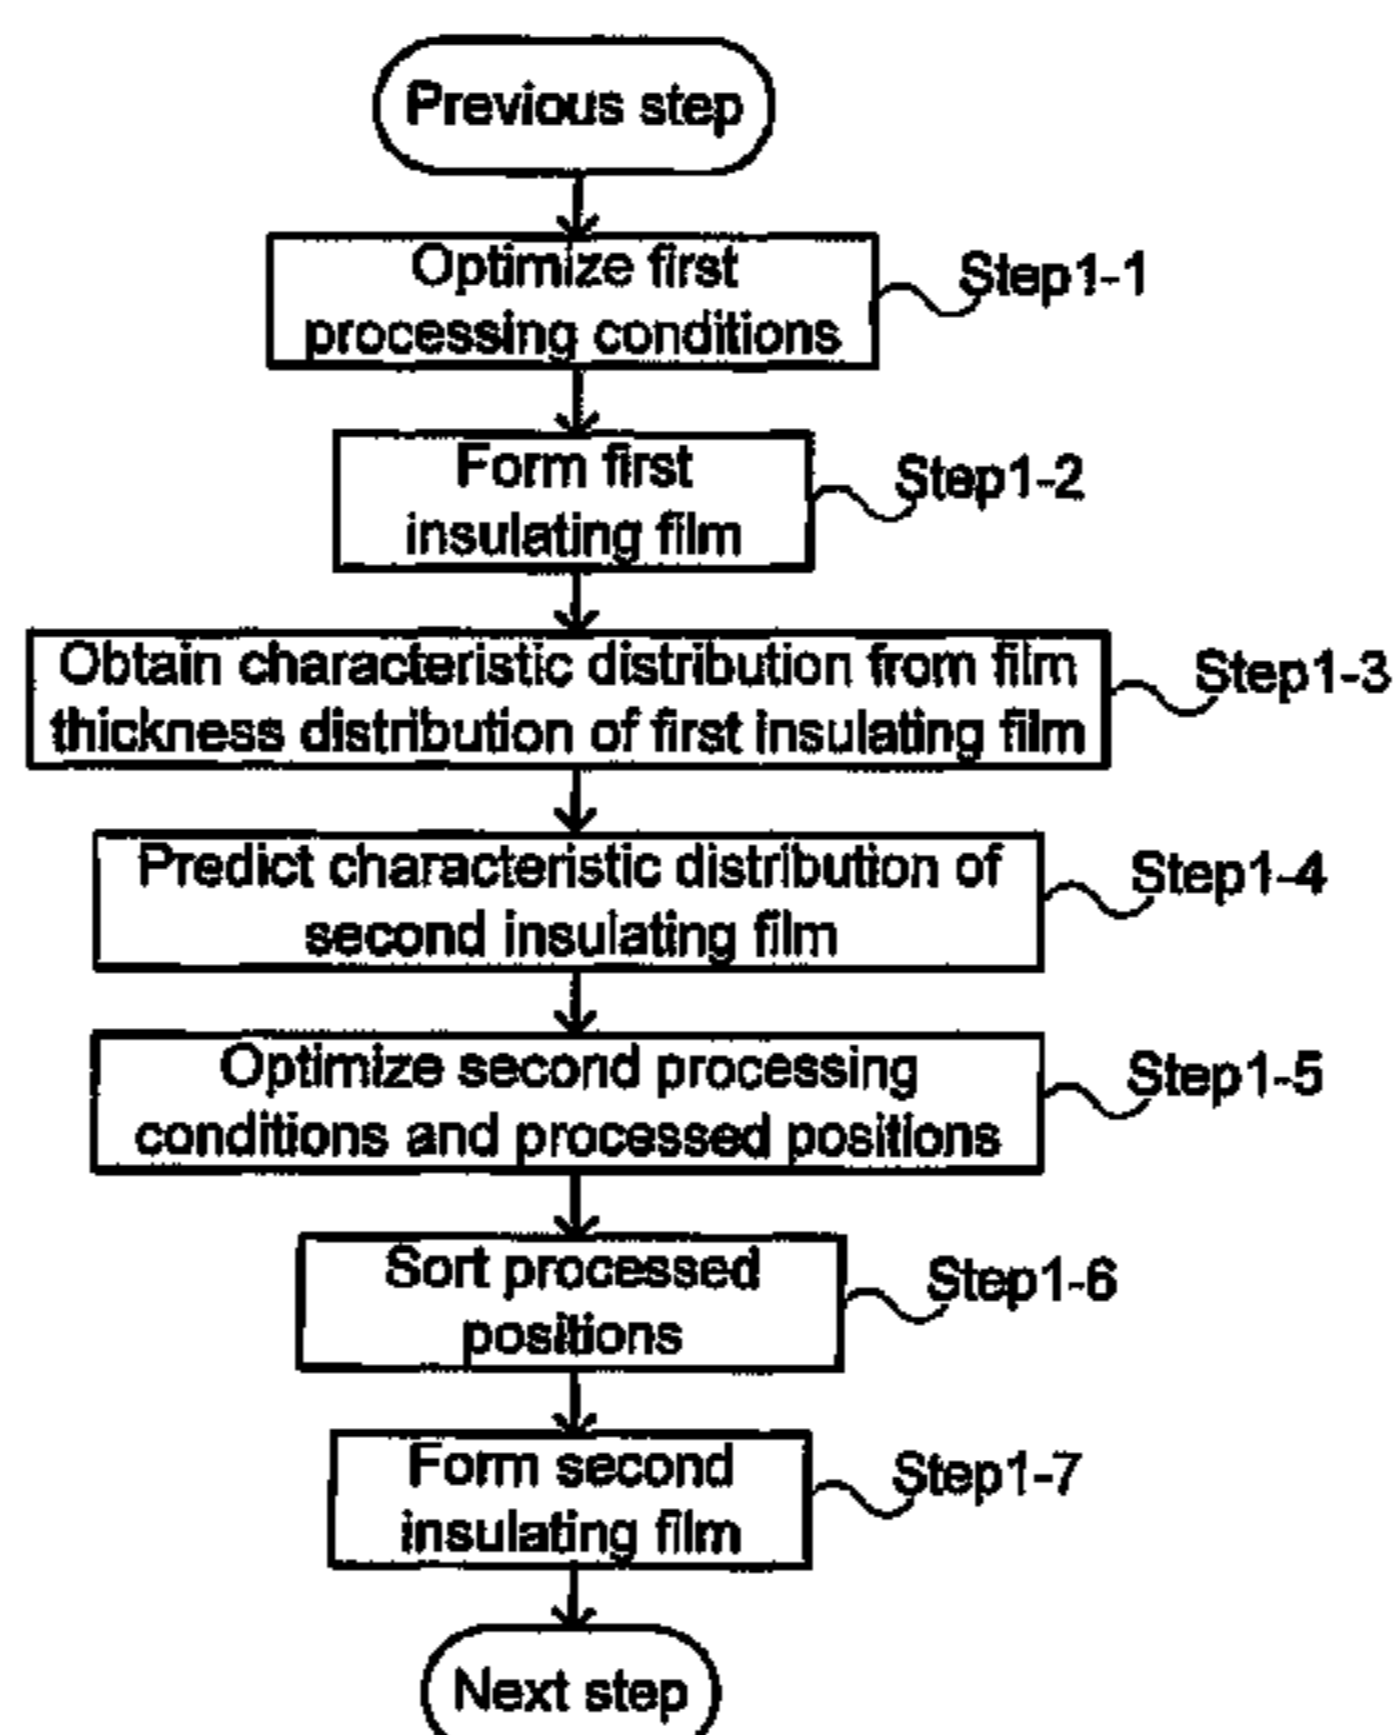 Previous step
Optimize first
processing conditions
Step1-1
Form first
insulating film
Step1-2
Obtain characteristic distribution from film
thickness distribution of first insulating film
Step1-3
Predict characteristic distribution of
second insulating film
Step1-4
Optimize second processing
conditions and processed positions
Step1-5
Sort processed
positions
Step1-6
Form second
insulating film
Step1-7
Next step